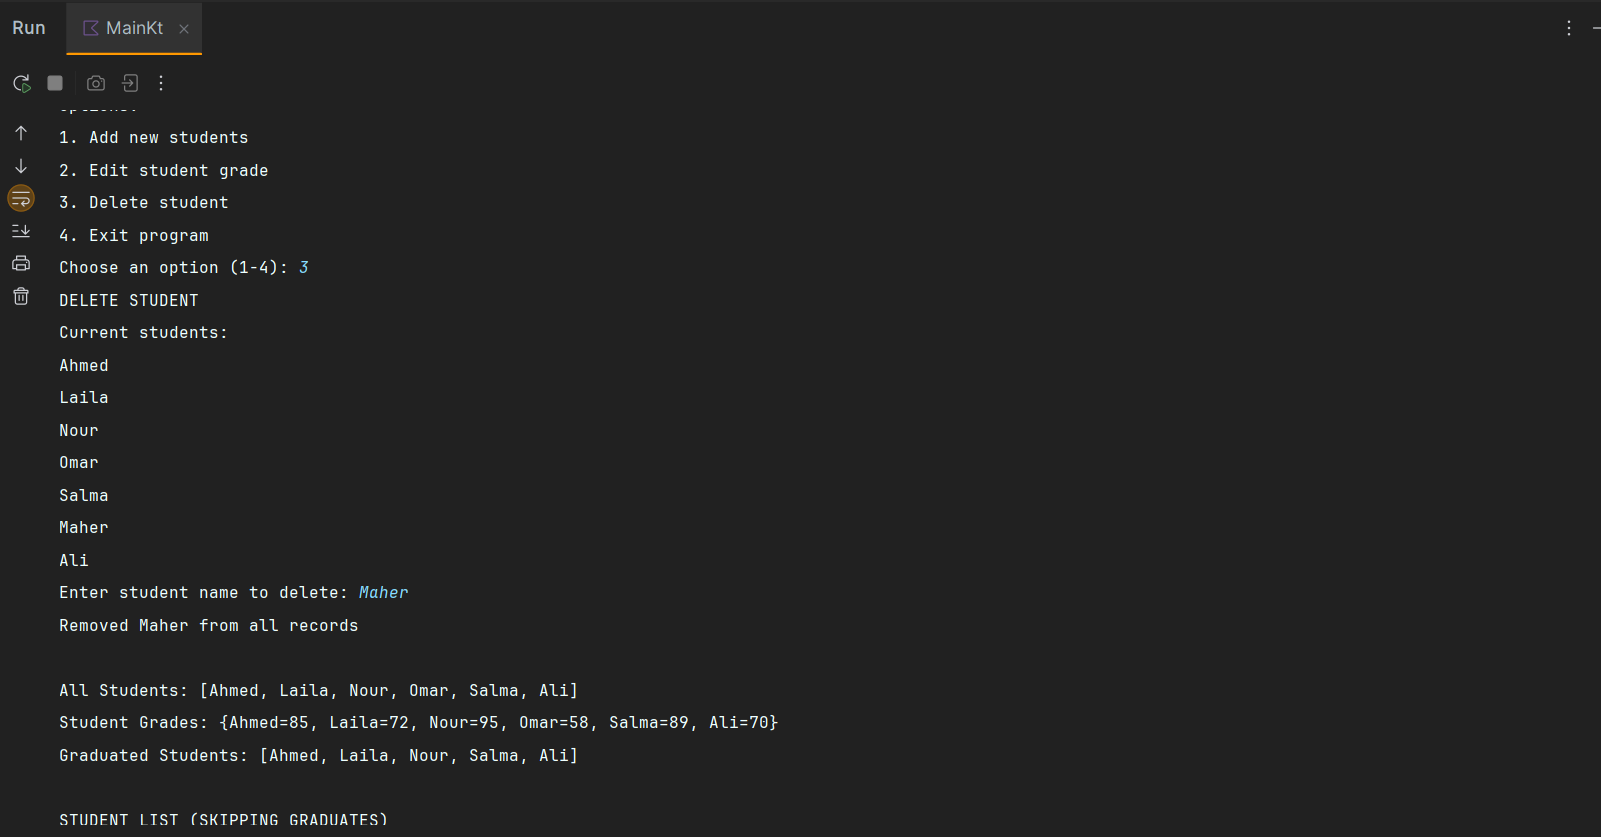 Run MainKt
1. Add new students
2. Edit student grade
3. Delete student
4. Exit program
Choose an option (1-4): 3
DELETE STUDENT
Current students:
Ahmed
Laila
Nour
Omar
Salma
Maher
Ali
Enter student name to delete: Maher
Removed Maher from all records
All Students: [Ahmed, Laila, Nour, Omar, Salma, Ali]
Student Grades: {Ahmed=85, Laila=72, Nour=95, Omar=58, Salma=89, Ali=70}
Graduated Students: [Ahmed, Laila, Nour, Salma, Ali]
STUDENT LIST (SKIPPING GRADUATES)